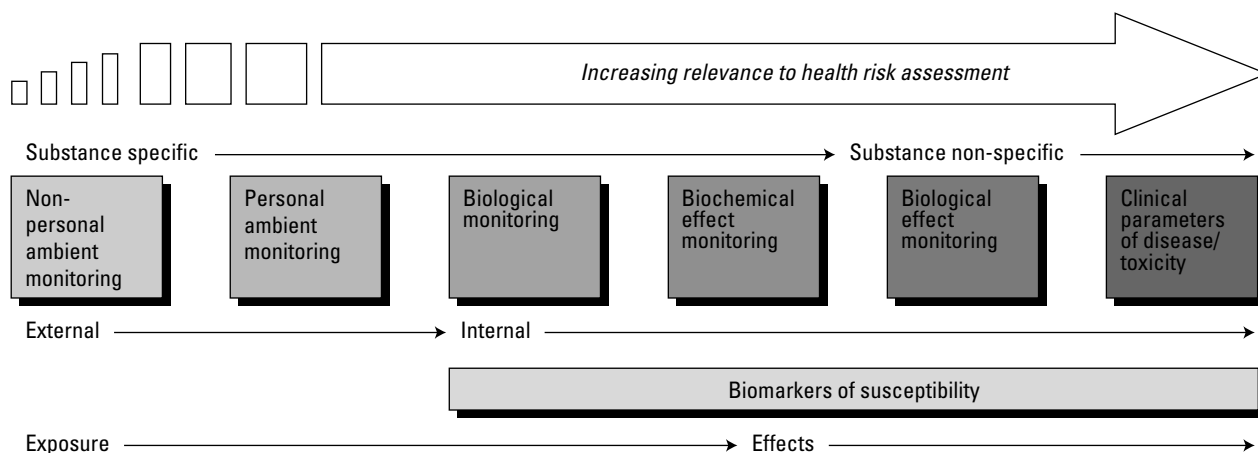 Increasing relevance to health risk assessment
Substance specific
Substance non-specific
Non-
personal
ambient
monitoring
Personal
ambient
monitoring
Biological
monitoring
Biochemical
effect
monitoring
Biological
effect
monitoring
Clinical
parameters
of disease/
toxicity
External
Internal
Biomarkers of susceptibility
Exposure
Effects